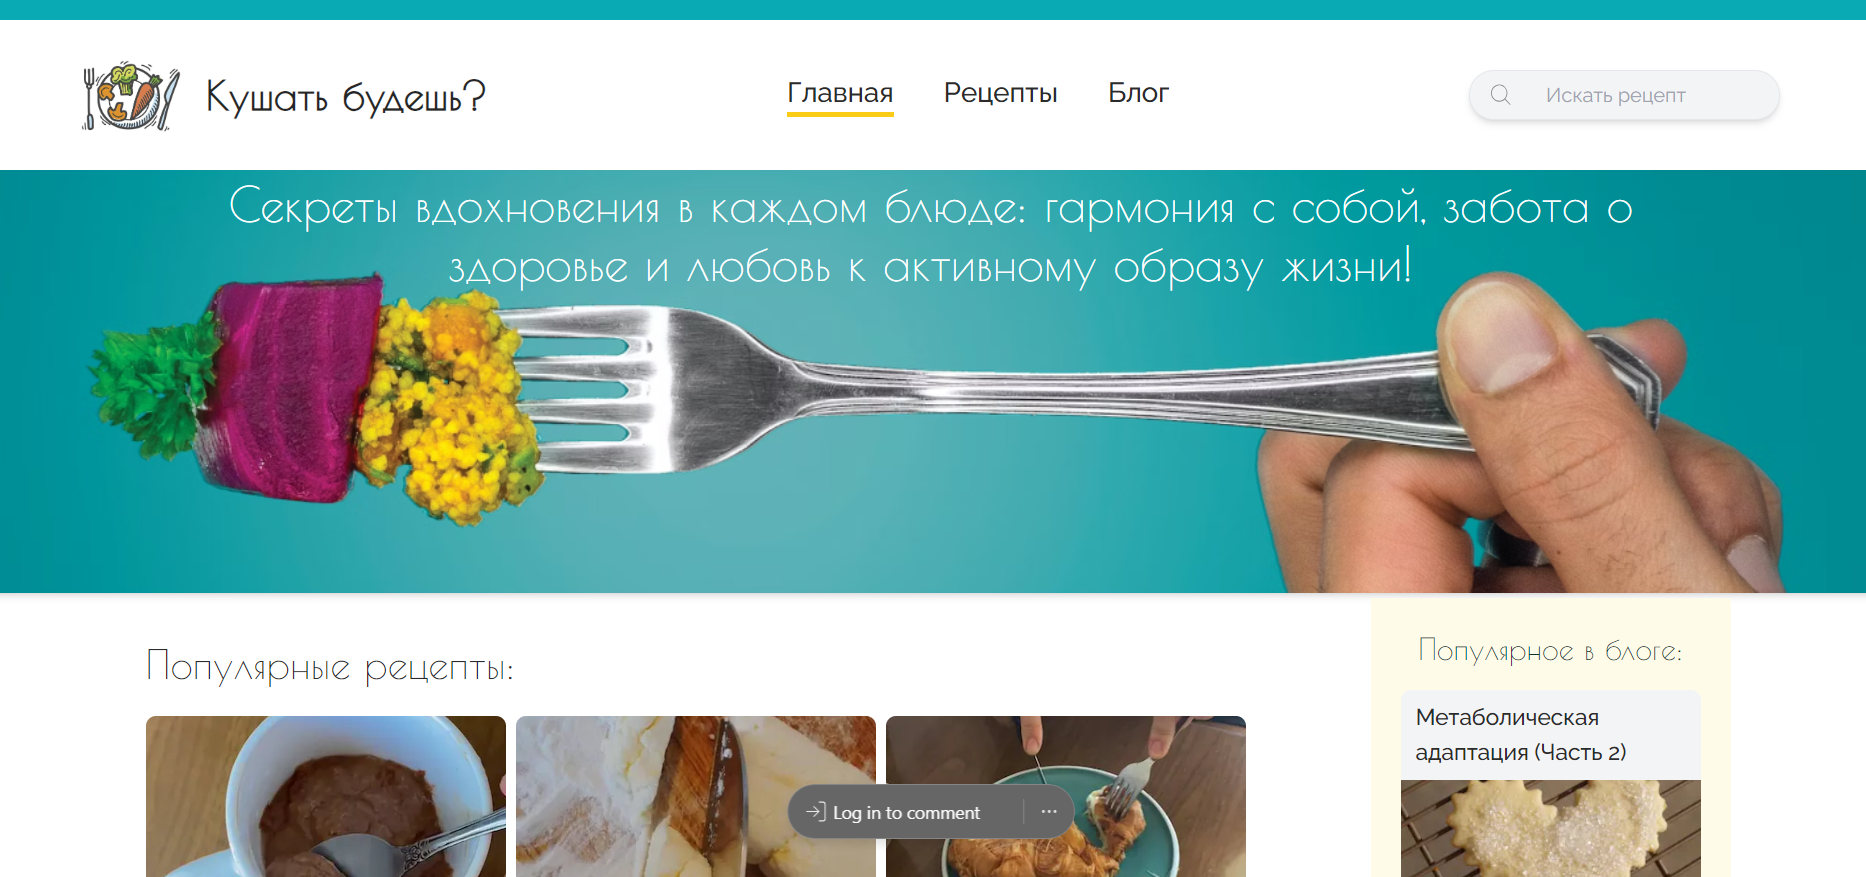 Кушать будешь?
Главная
Рецепты
Блог
Искать рецепт
Секреты вдохновения в каждом блюде: гармония с собой, забота о
здоровье и любовь к активному образу жизни!
Популярные рецепты:
Популярное в блоге:
Метаболическая
адаптация (Часть 2)
Log in to comment